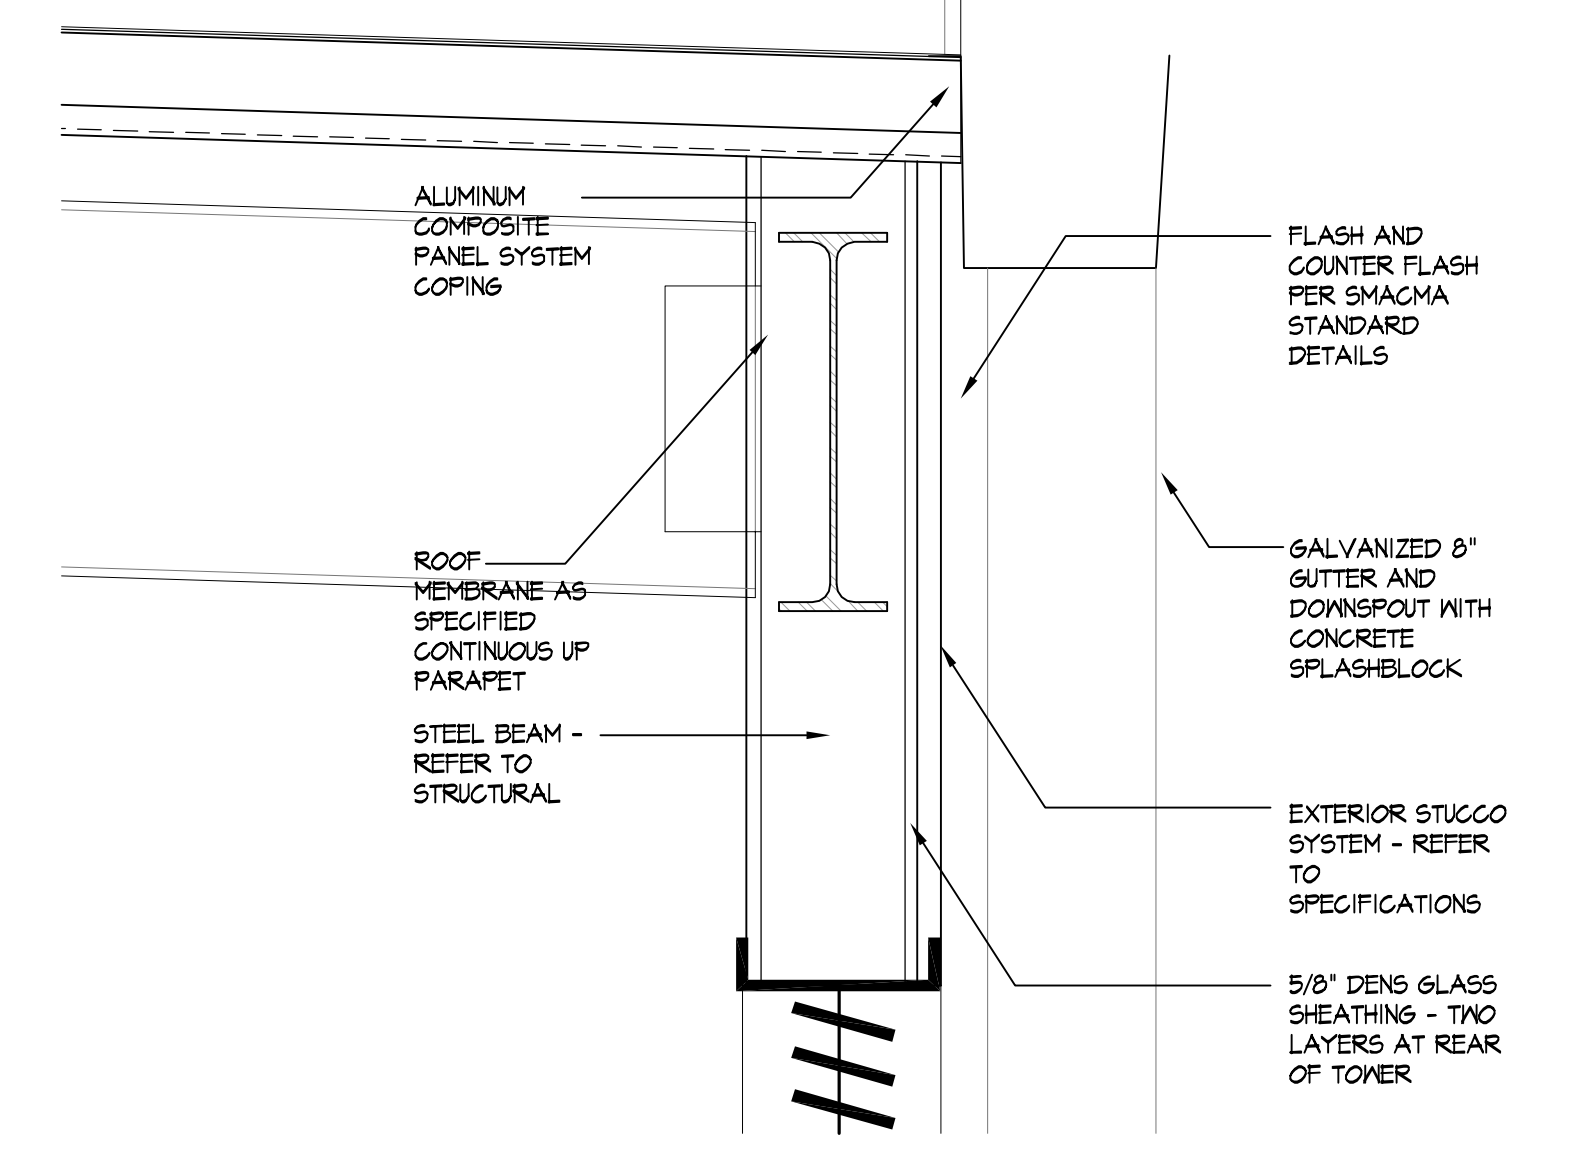 ALUMINUM
COMPOSITE
PANEL SYSTEM
COPING
ROOF
MEMBRANE AS
SPECIFIED
CONTINUOUS UP
PARAPET
STEEL BEAM -
REFER TO
STRUCTURAL
FLASH AND
COUNTER FLASH
PER SMACMA
STANDARD
DETAILS
GALVANIZED 8"
GUTTER AND
DOWNSPOUT WITH
CONCRETE
SPLASHBLOCK
EXTERIOR STUCCO
SYSTEM - REFER
TO
SPECIFICATIONS
5/8" DENS GLASS
SHEATHING - TWO
LAYERS AT REAR
OF TOWER